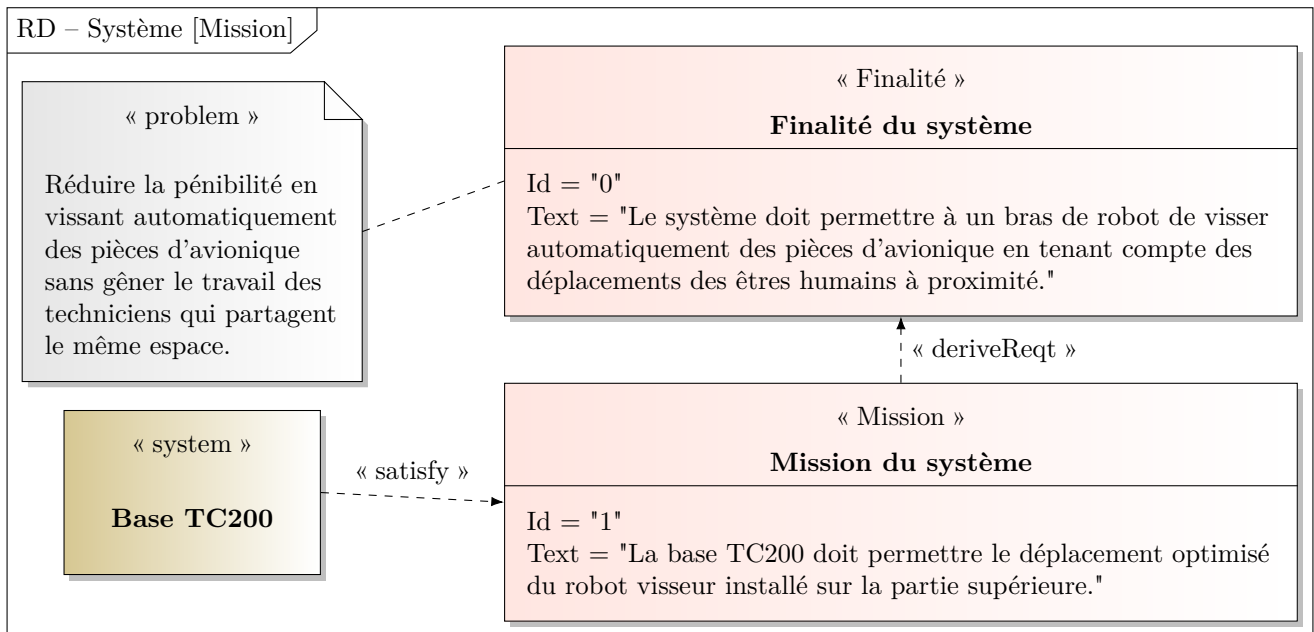 RD – Système [Mission]
« problem »
Réduire la pénibilité en
vissant automatiquement
des pièces d'avionique
sans gêner le travail des
techniciens qui partagent
le même espace.
« Finalité »
Finalité du système
Id = "0"
Text = "Le système doit permettre à un bras de robot de visser
automatiquement des pièces d'avionique en tenant compte des
déplacements des êtres humains à proximité."
« deriveReqt »
« system »
Base TC200
« satisfy »
« Mission »
Mission du système
Id = "1"
Text = "La base TC200 doit permettre le déplacement optimisé
du robot visseur installé sur la partie supérieure."